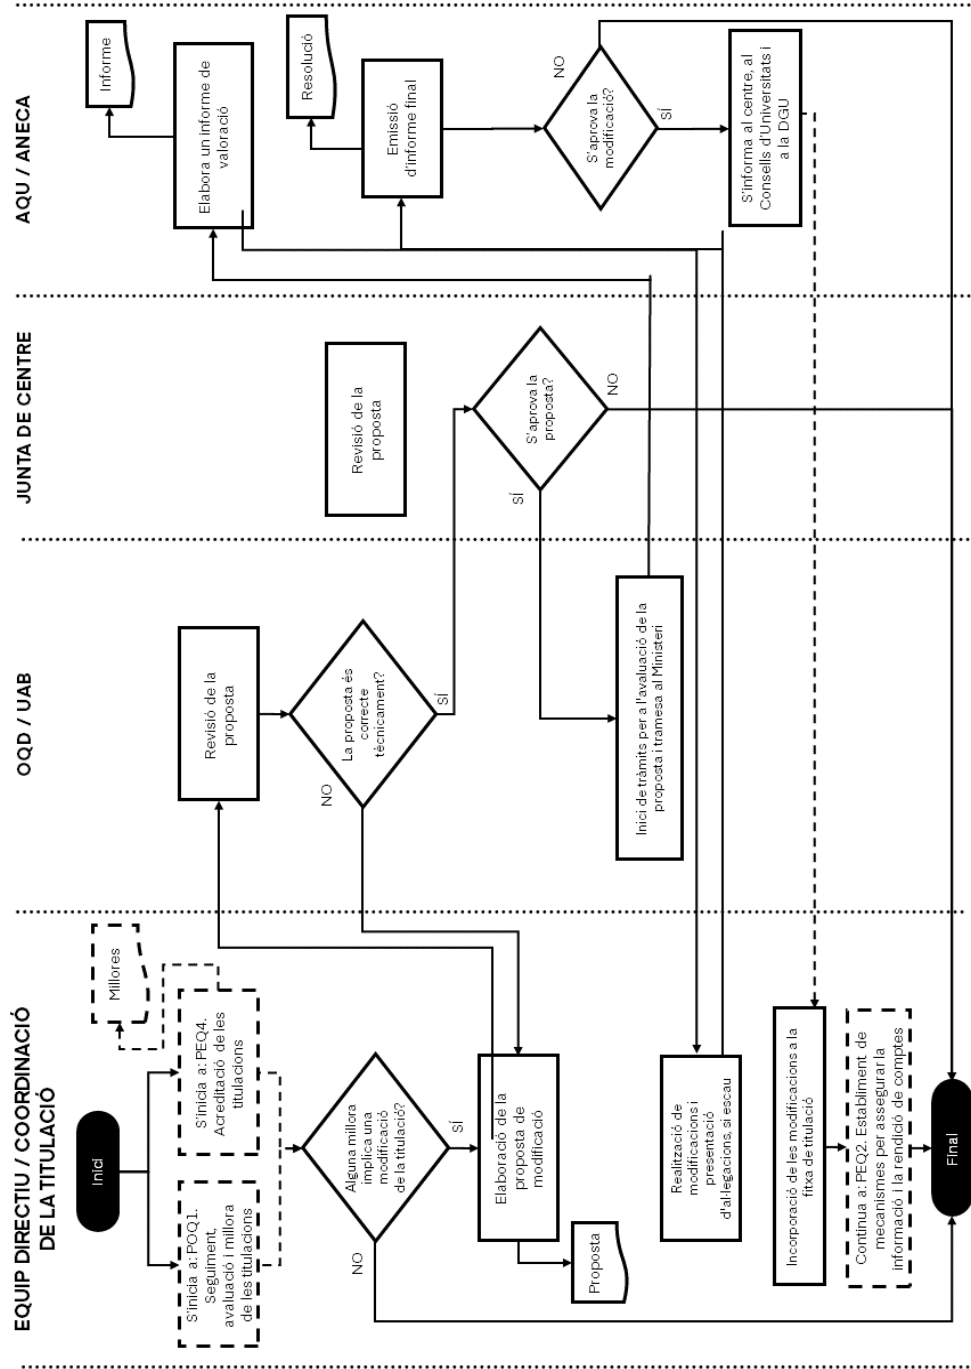 EQUIP DIRECTIU / COORDINACIÓ
DE LA TITULACIÓ
OQD / UAB
JUNTA DE CENTRE
AQU / ANECA
Inici
S'inicia a: POQ1.
Seguiment,
avaluació i millora
de les titulacions
S'inicia a: PEQ4.
Acreditació de les
titulacions
Millores
Alguna millora
implica una
modificació
de la titulació?
NO
SÍ
Elaboració de la
proposta de
modificació
Proposta
Revisió de la
proposta
La proposta és
correcte
tècnicament?
NO
SÍ
Revisió de la
proposta
S'aprova la
proposta?
SÍ
NO
Inici de tràmits per a l'avaluació de la
proposta i tramesa al Ministeri
Elabora un informe de
valoració
Informe
Realització de
modificacions i
presentació
d'al·legacions, si escau
Emissió
d'informe final
Resolució
S'aprova la
modificació?
NO
SÍ
S'informa al centre, al
Consells d'Universitats i
a la DGU
Incorporació de les modificacions a la
fitxa de titulació
Continua a: PEQ2. Establiment de
mecanismes per assegurar la
informació i la rendició de comptes
Final